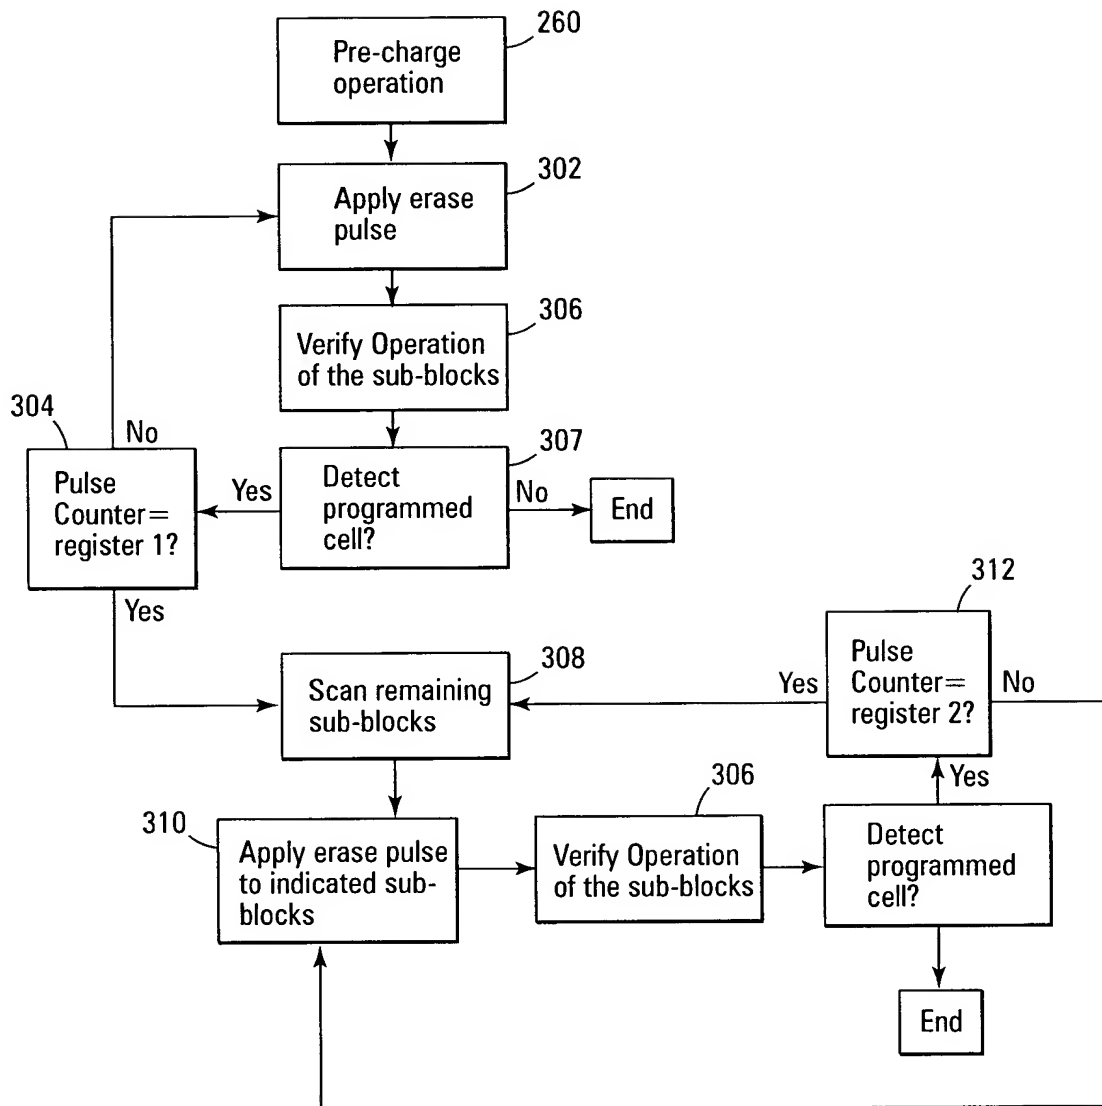 260
Pre-charge
operation
302
Apply erase
pulse
306
Verify Operation
of the sub-blocks
304
No
307
Pulse
Counter=
register 1?
Yes
Detect
programmed
cell?
No
End
Yes
312
308
Scan remaining
sub-blocks
Yes
Pulse
Counter=
register 2?
No
306
Yes
310
Apply erase pulse
to indicated sub-
blocks
Verify Operation
of the sub-blocks
Detect
programmed
cell?
End